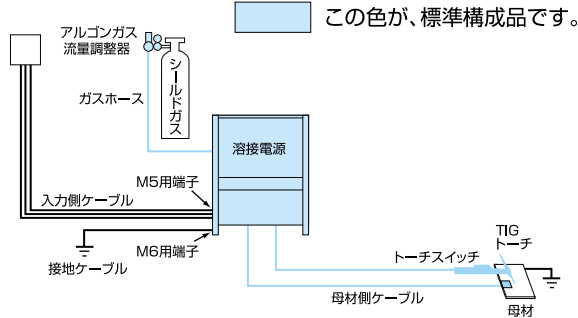 この色が、標準構成品です。
アルゴンガス
流量調整器
シールドガス
ガスホース
溶接電源
M5用端子
入力側ケーブル
M6用端子
接地ケーブル
TIG
トーチ
トーチスイッチ
母材側ケーブル
母材